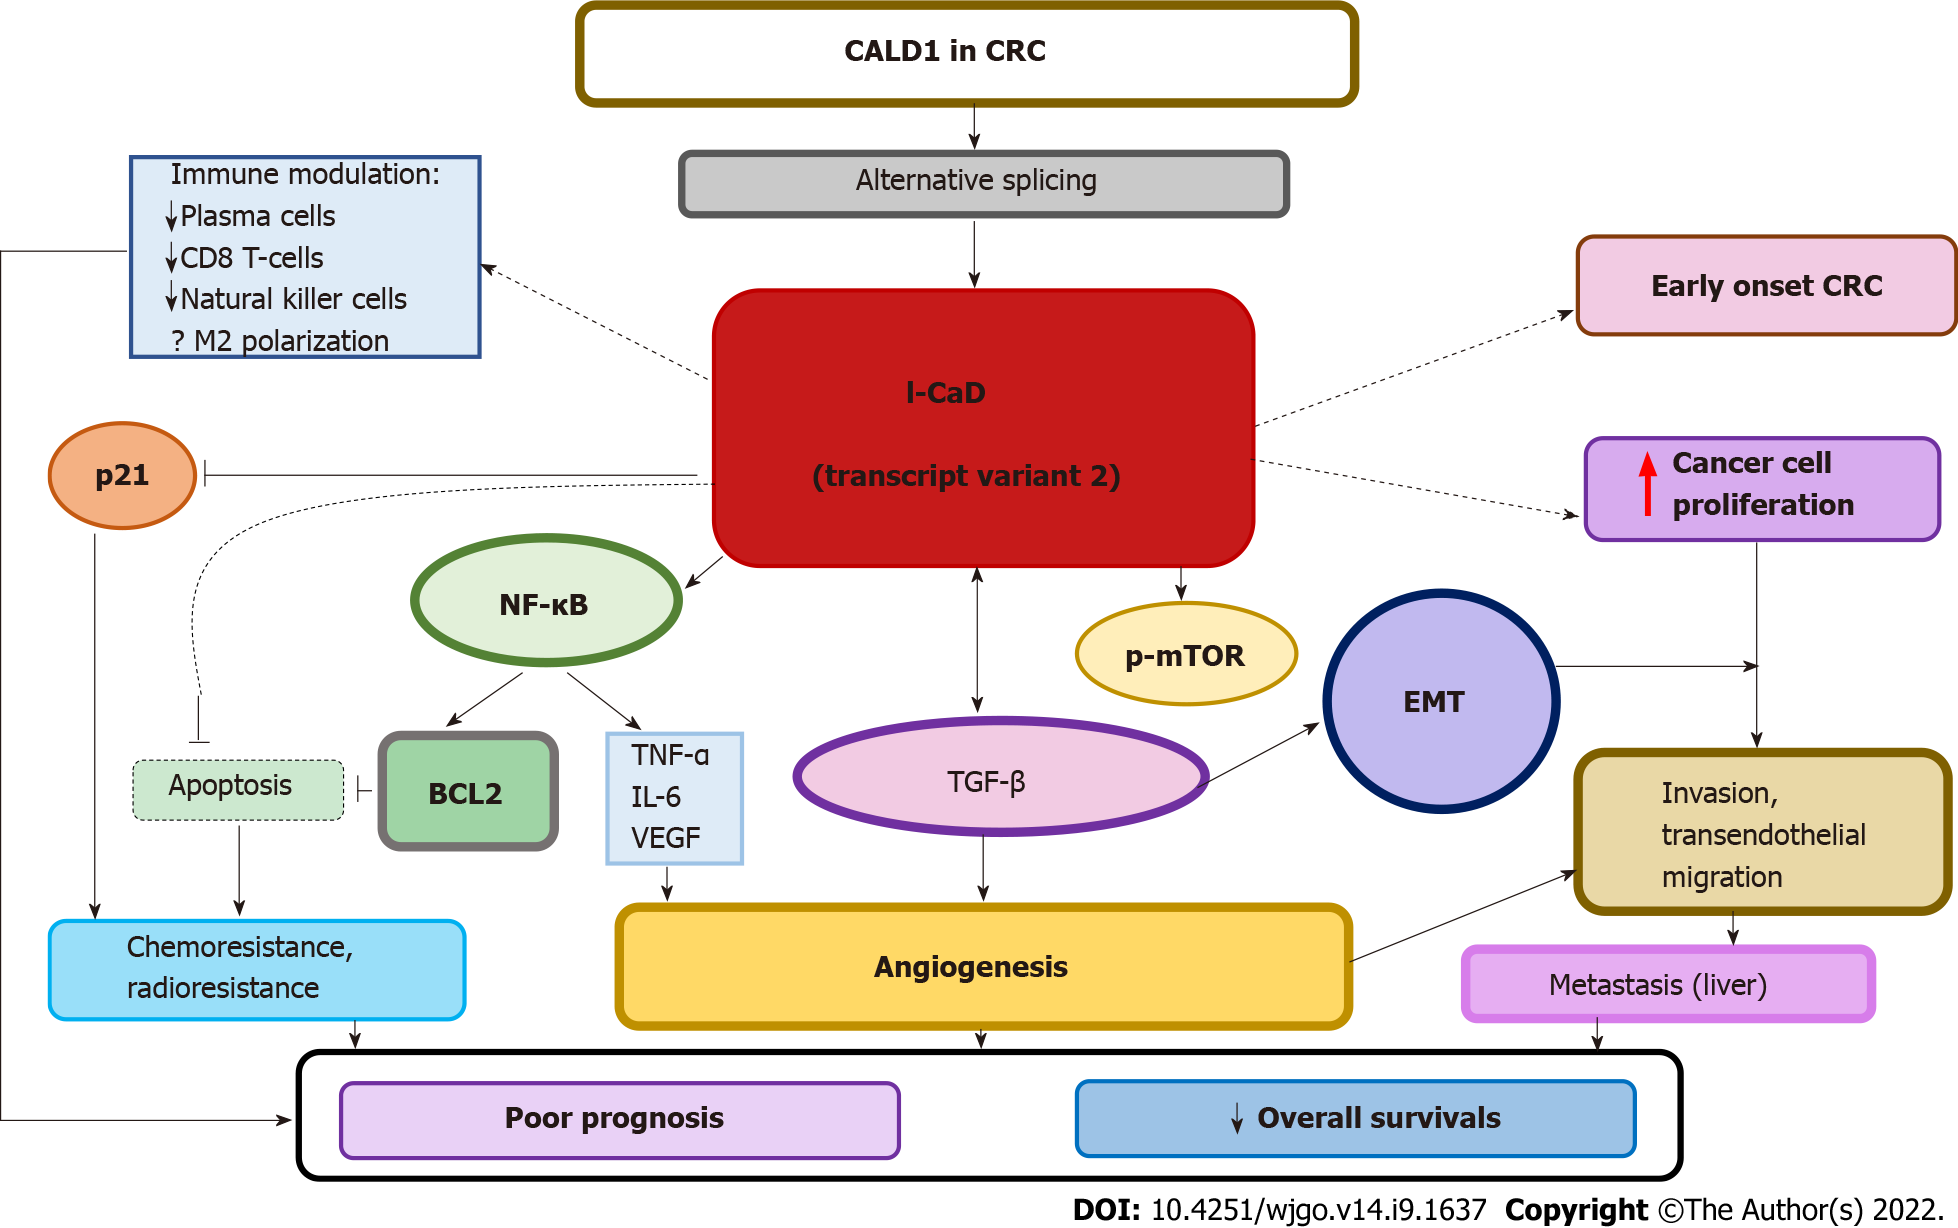 CALD1 in CRC
Alternative splicing
Immune modulation:
↓Plasma cells
↓CD8 T-cells
↓Natural killer cells
? M2 polarization
Early onset CRC
l-CaD
(transcript variant 2)
Cancer cell
proliferation
p21
NF-κB
p-mTOR
EMT
TNF-α
IL-6
VEGF
TGF-β
Apoptosis
BCL2
Invasion,
transendothelial
migration
Chemoresistance,
radioresistance
Angiogenesis
Metastasis (liver)
Poor prognosis
↓ Overall survivals
DOI: 10.4251/wjgo.v14.i9.1637 Copyright ©The Author(s) 2022.